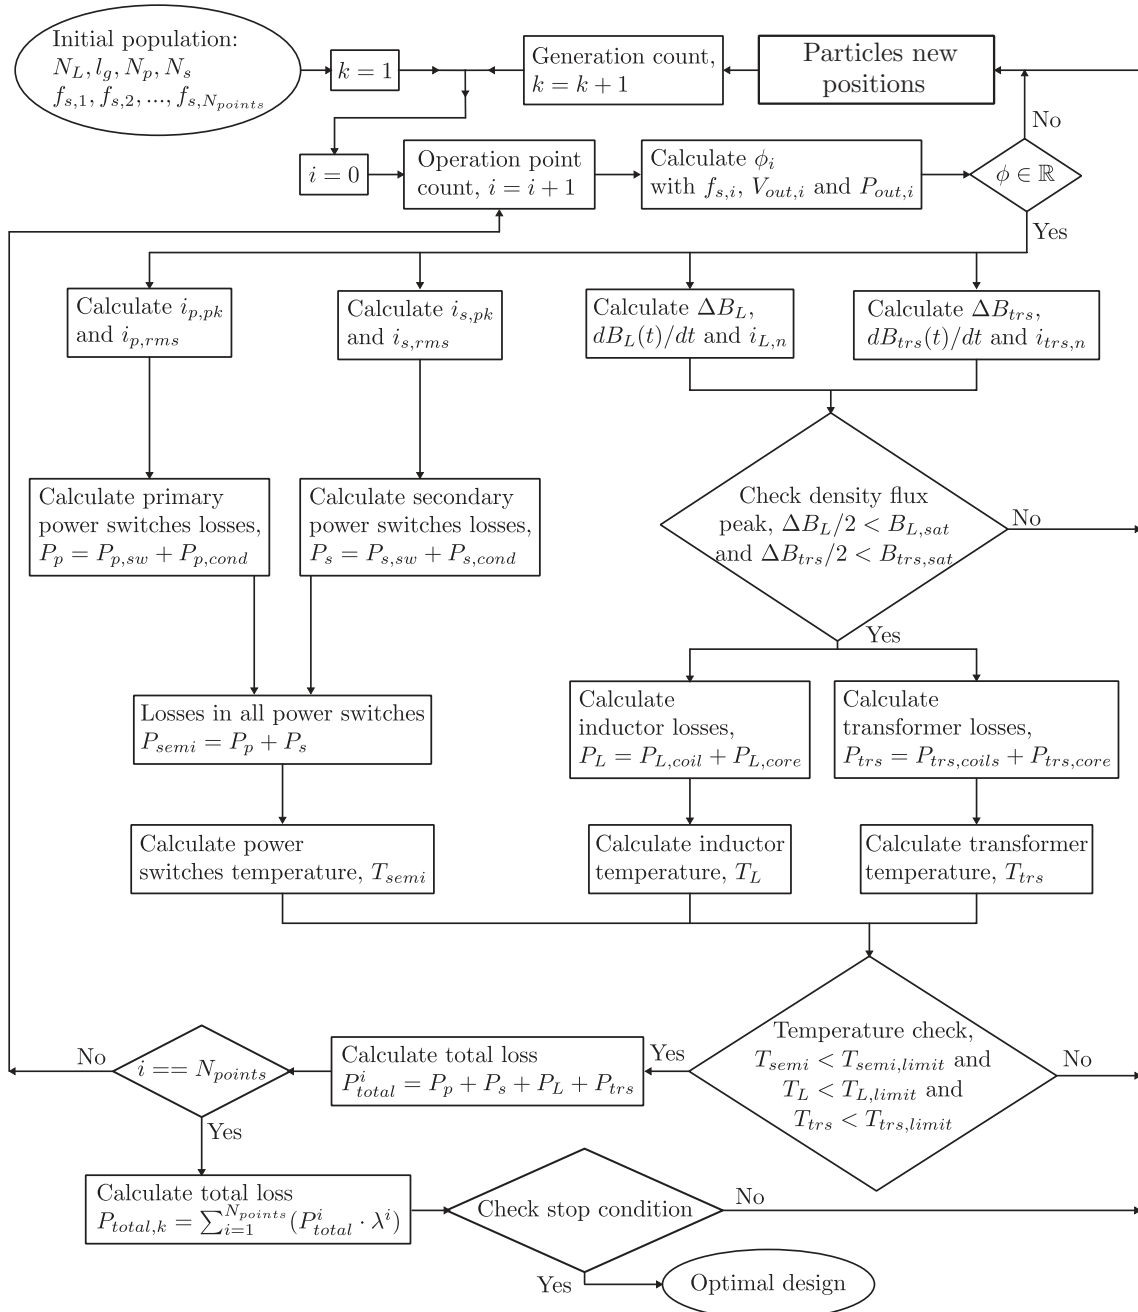 Initial population:
N_L, l_g, N_p, N_s
f_{s,1}, f_{s,2}, ..., f_{s,N_{points}}
k = 1
Generation count,
k = k + 1
Particles new
positions
No
i = 0
Operation point
count, i = i + 1
Calculate ϕ_i
with f_{s,i}, V_{out,i} and P_{out,i}
ϕ ∈ ℝ
Yes
Calculate i_{p,pk}
and i_{p,rms}
Calculate i_{s,pk}
and i_{s,rms}
Calculate ΔB_L,
dB_L(t)/dt and i_{L,n}
Calculate ΔB_{trs},
dB_{trs}(t)/dt and i_{trs,n}
Calculate primary
power switches losses,
P_p = P_{p,sw} + P_{p,cond}
Calculate secondary
power switches losses,
P_s = P_{s,sw} + P_{s,cond}
Check density flux
peak, ΔB_L/2 < B_{L,sat}
and ΔB_{trs}/2 < B_{trs,sat}
No
Yes
Losses in all power switches
P_{semi} = P_p + P_s
Calculate
inductor losses,
P_L = P_{L,coil} + P_{L,core}
Calculate
transformer losses,
P_{trs} = P_{trs,coils} + P_{trs,core}
Calculate power
switches temperature, T_{semi}
Calculate inductor
temperature, T_L
Calculate transformer
temperature, T_{trs}
Temperature check,
T_{semi} < T_{semi,limit} and
T_L < T_{L,limit} and
T_{trs} < T_{trs,limit}
No
Yes
Calculate total loss
P^i_{total} = P_p + P_s + P_L + P_{trs}
i == N_{points}
No
Yes
Calculate total loss
P_{total,k} = ∑_{i=1}^{N_{points}}(P^i_{total} · λ^i)
Check stop condition
No
Yes
Optimal design